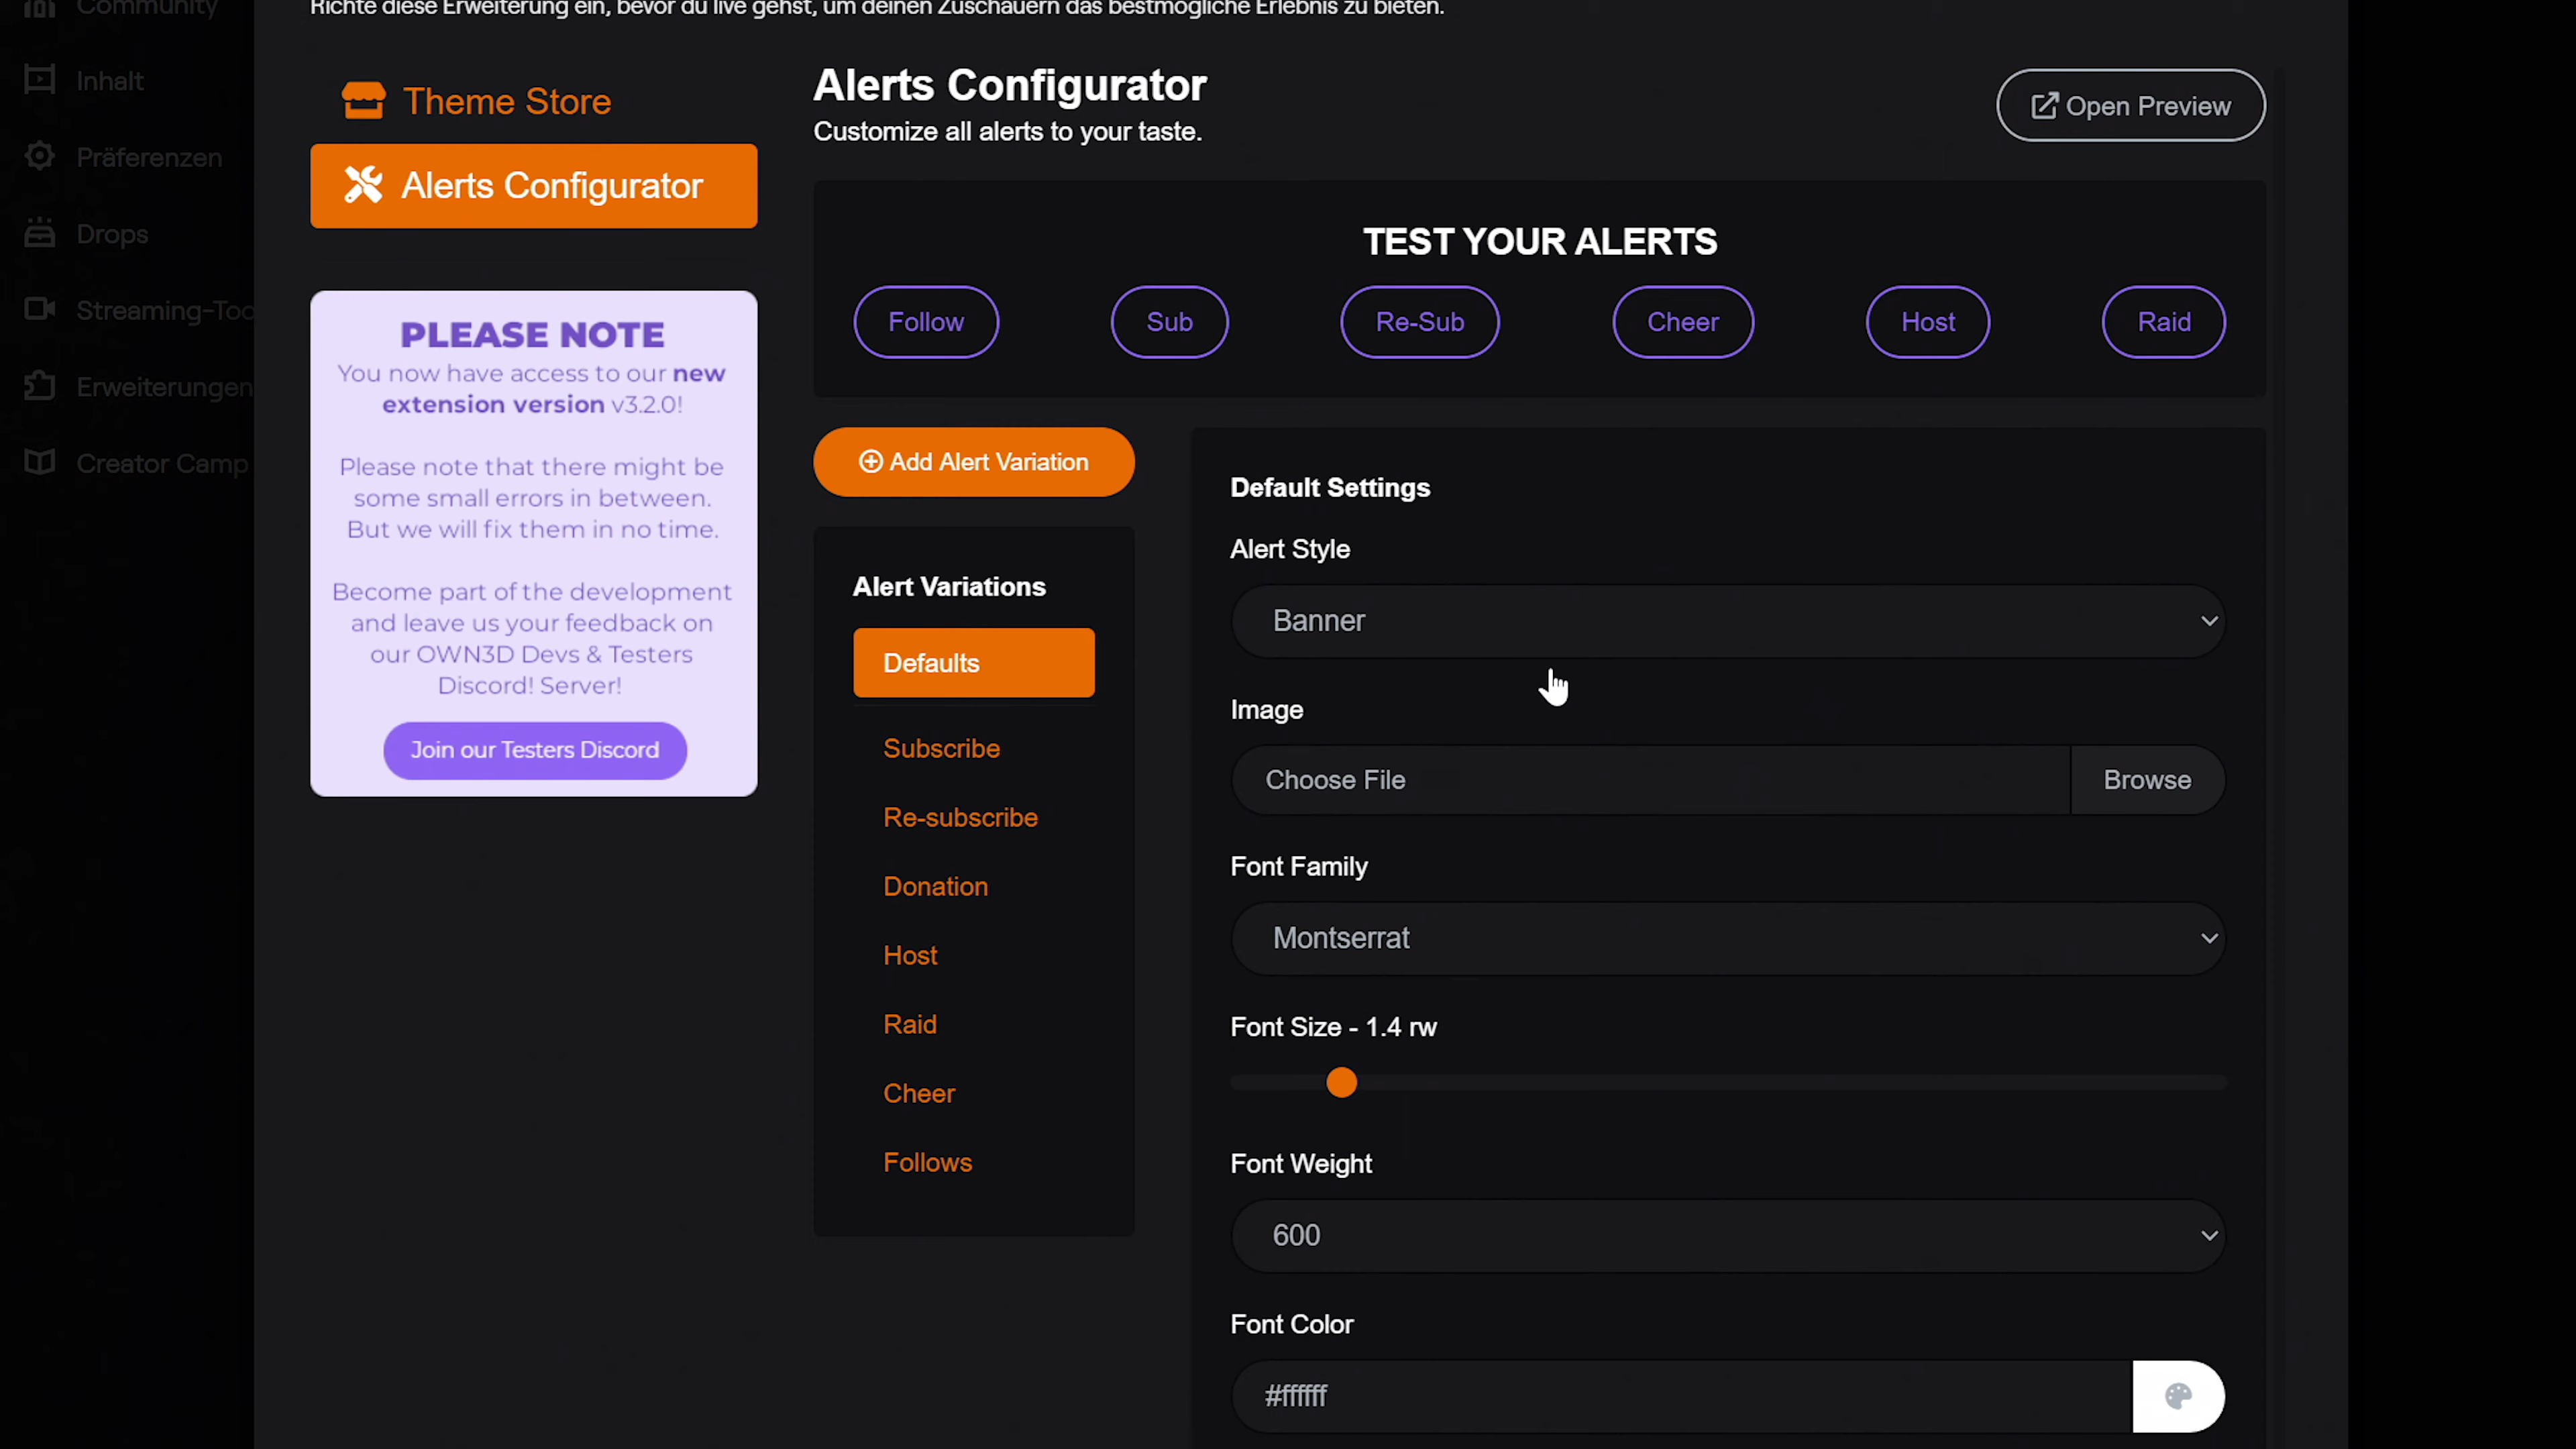 Community
Inhalt
Präferenzen
Drops
Streaming-Too
Erweiterungen
Creator Camp
Richte diese Erweiterung ein, bevor du live gehst, um deinen Zuschauern das bestmögliche Erlebnis zu bieten.
Theme Store
Alerts Configurator
PLEASE NOTE
You now have access to our new
extension version v3.2.0!
Please note that there might be
some small errors in between.
But we will fix them in no time.
Become part of the development
and leave us your feedback on
our OWN3D Devs & Testers
Discord! Server!
Join our Testers Discord
Alerts Configurator
Customize all alerts to your taste.
Open Preview
TEST YOUR ALERTS
Follow
Sub
Re-Sub
Cheer
Host
Raid
Add Alert Variation
Alert Variations
Defaults
Subscribe
Re-subscribe
Donation
Host
Raid
Cheer
Follows
Default Settings
Alert Style
Banner
Image
Choose File
Browse
Font Family
Montserrat
Font Size - 1.4 rw
Font Weight
600
Font Color
#ffffff